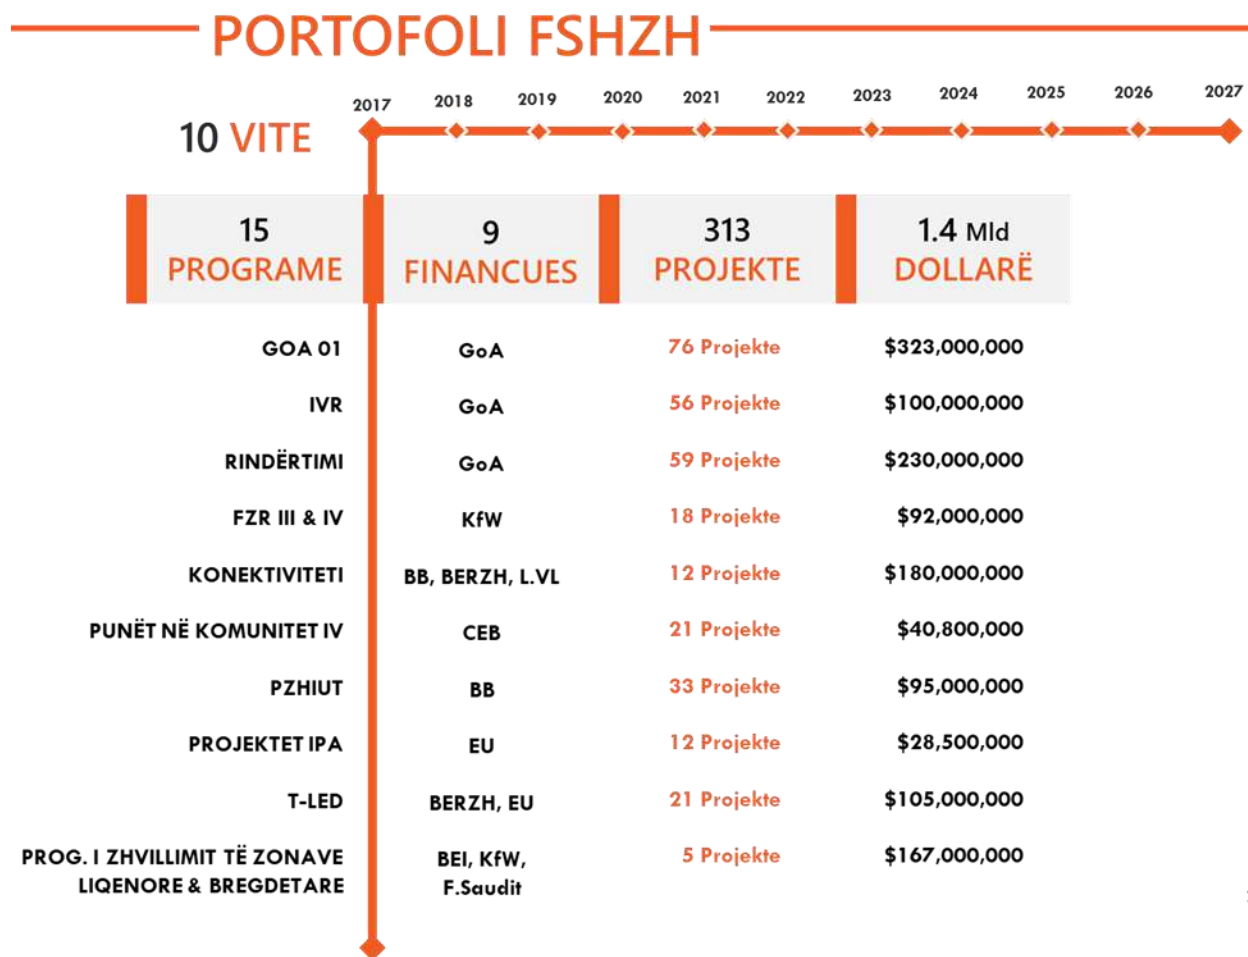 PORTOFOLI FSHZH
2017 2018 2019 2020 2021 2022 2023 2024 2025 2026 2027
10 VITE
15 9 313 1.4 Mld
PROGRAME FINANCUES PROJEKTE DOLLARË
GOA 01 GoA 76 Projekte $323,000,000
IVR GoA 56 Projekte $100,000,000
RINDËRTIMI GoA 59 Projekte $230,000,000
FZR III & IV KfW 18 Projekte $92,000,000
KONEKTIVITETI BB, BERZH, L.VL 12 Projekte $180,000,000
PUNËT NË KOMUNITET IV CEB 21 Projekte $40,800,000
PZHIUT BB 33 Projekte $95,000,000
PROJEKTET IPA EU 12 Projekte $28,500,000
T-LED BERZH, EU 21 Projekte $105,000,000
PROG. I ZHVILLIMIT TË ZONAVE BEI, KfW, 5 Projekte $167,000,000
LIQENORE & BREGDETARE F.Saudit